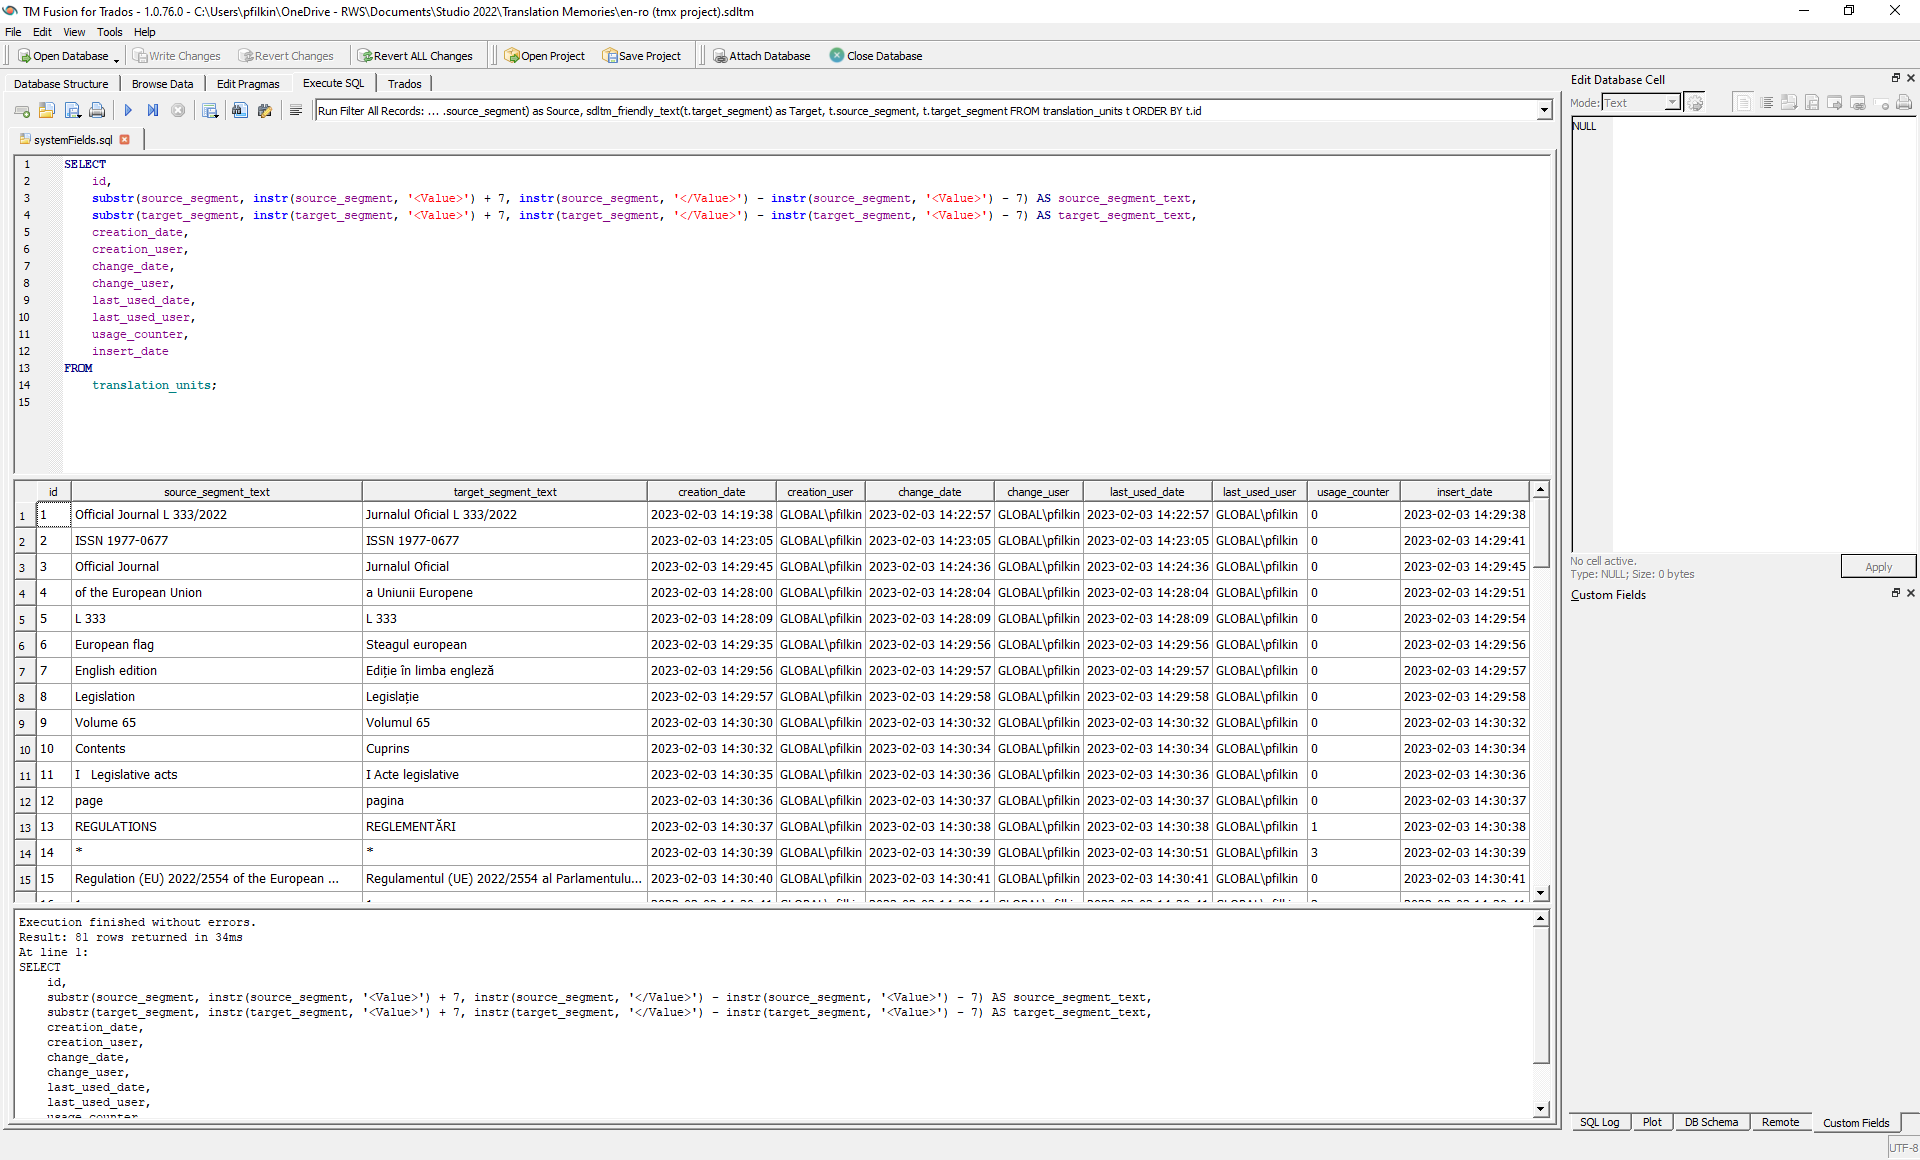 TM Fusion for Trados - 1.0.76.0 - C:\Users\pfilkin\OneDrive - RWS\Documents\Studio 2022\Translation Memories\en-ro (tmx project).sdltm
File Edit View Tools Help
Open Database Write Changes Revert Changes Revert ALL Changes Open Project Save Project Attach Database Close Database
Database Structure Browse Data Edit Pragmas Execute SQL Trados
Run Filter All Records: ... .source_segment) as Source, sdltm_friendly_text(t.target_segment) as Target, t.source_segment, t.target_segment FROM translation_units t ORDER BY t.id
systemFields.sql
1 SELECT
2 id,
3 substr(source_segment, instr(source_segment, '<Value>') + 7, instr(source_segment, '</Value>') - instr(source_segment, '<Value>') - 7) AS source_segment_text,
4 substr(target_segment, instr(target_segment, '<Value>') + 7, instr(target_segment, '</Value>') - instr(target_segment, '<Value>') - 7) AS target_segment_text,
5 creation_date,
6 creation_user,
7 change_date,
8 change_user,
9 last_used_date,
10 last_used_user,
11 usage_counter,
12 insert_date
13 FROM
14 translation_units;
15
id source_segment_text target_segment_text creation_date creation_user change_date change_user last_used_date last_used_user usage_counter insert_date
1 1 Official Journal L 333/2022 Jurnalul Oficial L 333/2022 2023-02-03 14:19:38 GLOBAL\pfilkin 2023-02-03 14:22:57 GLOBAL\pfilkin 2023-02-03 14:22:57 GLOBAL\pfilkin 0 2023-02-03 14:29:38
2 2 ISSN 1977-0677 ISSN 1977-0677 2023-02-03 14:23:05 GLOBAL\pfilkin 2023-02-03 14:23:05 GLOBAL\pfilkin 2023-02-03 14:23:05 GLOBAL\pfilkin 0 2023-02-03 14:29:41
3 3 Official Journal Jurnalul Oficial 2023-02-03 14:29:45 GLOBAL\pfilkin 2023-02-03 14:24:36 GLOBAL\pfilkin 2023-02-03 14:24:36 GLOBAL\pfilkin 0 2023-02-03 14:29:45
4 4 of the European Union a Uniunii Europene 2023-02-03 14:28:00 GLOBAL\pfilkin 2023-02-03 14:28:04 GLOBAL\pfilkin 2023-02-03 14:28:04 GLOBAL\pfilkin 0 2023-02-03 14:29:51
5 5 L 333 L 333 2023-02-03 14:28:09 GLOBAL\pfilkin 2023-02-03 14:28:09 GLOBAL\pfilkin 2023-02-03 14:28:09 GLOBAL\pfilkin 0 2023-02-03 14:29:54
6 6 European flag Steagul european 2023-02-03 14:29:35 GLOBAL\pfilkin 2023-02-03 14:29:56 GLOBAL\pfilkin 2023-02-03 14:29:56 GLOBAL\pfilkin 0 2023-02-03 14:29:56
7 7 English edition Ediție în limba engleză 2023-02-03 14:29:56 GLOBAL\pfilkin 2023-02-03 14:29:57 GLOBAL\pfilkin 2023-02-03 14:29:57 GLOBAL\pfilkin 0 2023-02-03 14:29:57
8 8 Legislation Legislație 2023-02-03 14:29:57 GLOBAL\pfilkin 2023-02-03 14:29:58 GLOBAL\pfilkin 2023-02-03 14:29:58 GLOBAL\pfilkin 0 2023-02-03 14:29:58
9 9 Volume 65 Volumul 65 2023-02-03 14:30:30 GLOBAL\pfilkin 2023-02-03 14:30:32 GLOBAL\pfilkin 2023-02-03 14:30:32 GLOBAL\pfilkin 0 2023-02-03 14:30:32
10 10 Contents Cuprins 2023-02-03 14:30:32 GLOBAL\pfilkin 2023-02-03 14:30:34 GLOBAL\pfilkin 2023-02-03 14:30:34 GLOBAL\pfilkin 0 2023-02-03 14:30:34
11 11 I Legislative acts I Acte legislative 2023-02-03 14:30:35 GLOBAL\pfilkin 2023-02-03 14:30:36 GLOBAL\pfilkin 2023-02-03 14:30:36 GLOBAL\pfilkin 0 2023-02-03 14:30:36
12 12 page pagina 2023-02-03 14:30:36 GLOBAL\pfilkin 2023-02-03 14:30:37 GLOBAL\pfilkin 2023-02-03 14:30:37 GLOBAL\pfilkin 0 2023-02-03 14:30:37
13 13 REGULATIONS REGLEMENTĂRI 2023-02-03 14:30:37 GLOBAL\pfilkin 2023-02-03 14:30:38 GLOBAL\pfilkin 2023-02-03 14:30:38 GLOBAL\pfilkin 1 2023-02-03 14:30:38
14 14 * * 2023-02-03 14:30:39 GLOBAL\pfilkin 2023-02-03 14:30:39 GLOBAL\pfilkin 2023-02-03 14:30:51 GLOBAL\pfilkin 3 2023-02-03 14:30:39
15 15 Regulation (EU) 2022/2554 of the European ... Regulamentul (UE) 2022/2554 al Parlamentulu... 2023-02-03 14:30:40 GLOBAL\pfilkin 2023-02-03 14:30:41 GLOBAL\pfilkin 2023-02-03 14:30:41 GLOBAL\pfilkin 0 2023-02-03 14:30:41
Execution finished without errors.
Result: 81 rows returned in 34ms
At line 1:
SELECT
id,
substr(source_segment, instr(source_segment, '<Value>') + 7, instr(source_segment, '</Value>') - instr(source_segment, '<Value>') - 7) AS source_segment_text,
substr(target_segment, instr(target_segment, '<Value>') + 7, instr(target_segment, '</Value>') - instr(target_segment, '<Value>') - 7) AS target_segment_text,
creation_date,
creation_user,
change_date,
change_user,
last_used_date,
last_used_user,
usage_counter,
Edit Database Cell
Mode: Text
NULL
No cell active.
Type: NULL; Size: 0 bytes
Apply
Custom Fields
SQL Log Plot DB Schema Remote Custom Fields
UTF-8